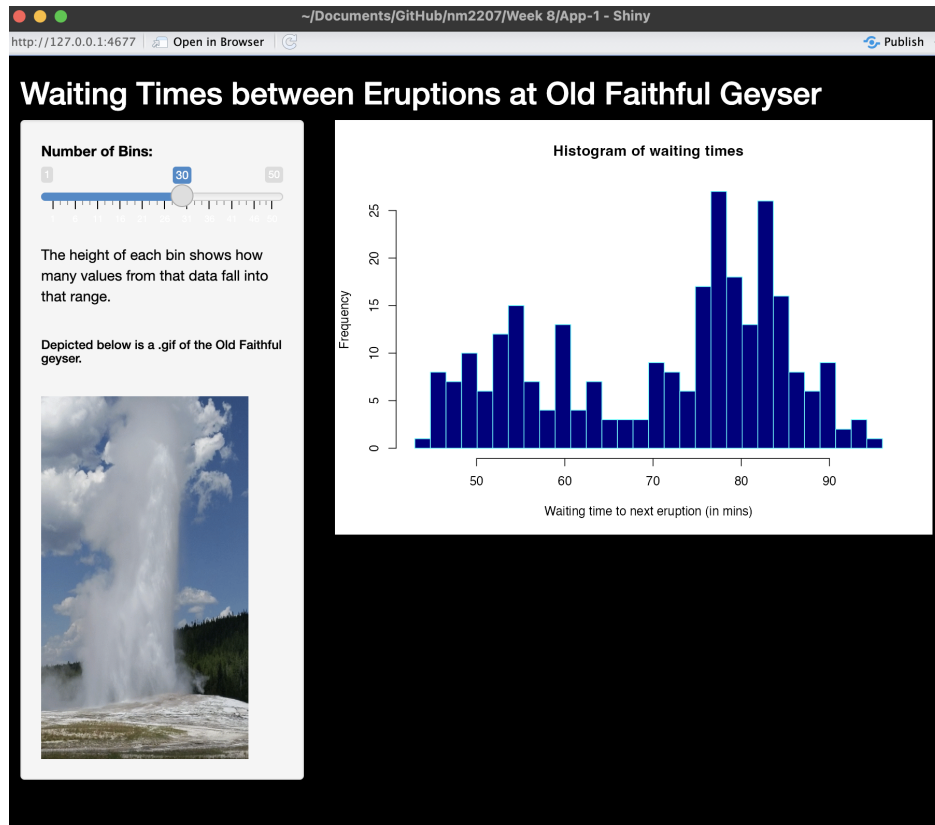 ~/Documents/GitHub/nm2207/Week 8/App-1 - Shiny
http://127.0.0.1:4677
Open in Browser
Publish
Waiting Times between Eruptions at Old Faithful Geyser
Number of Bins:
1
30
50
The height of each bin shows how
many values from that data fall into
that range.
Depicted below is a .gif of the Old Faithful
geyser.
Histogram of waiting times
Frequency
0
5
10
15
20
25
50
60
70
80
90
Waiting time to next eruption (in mins)